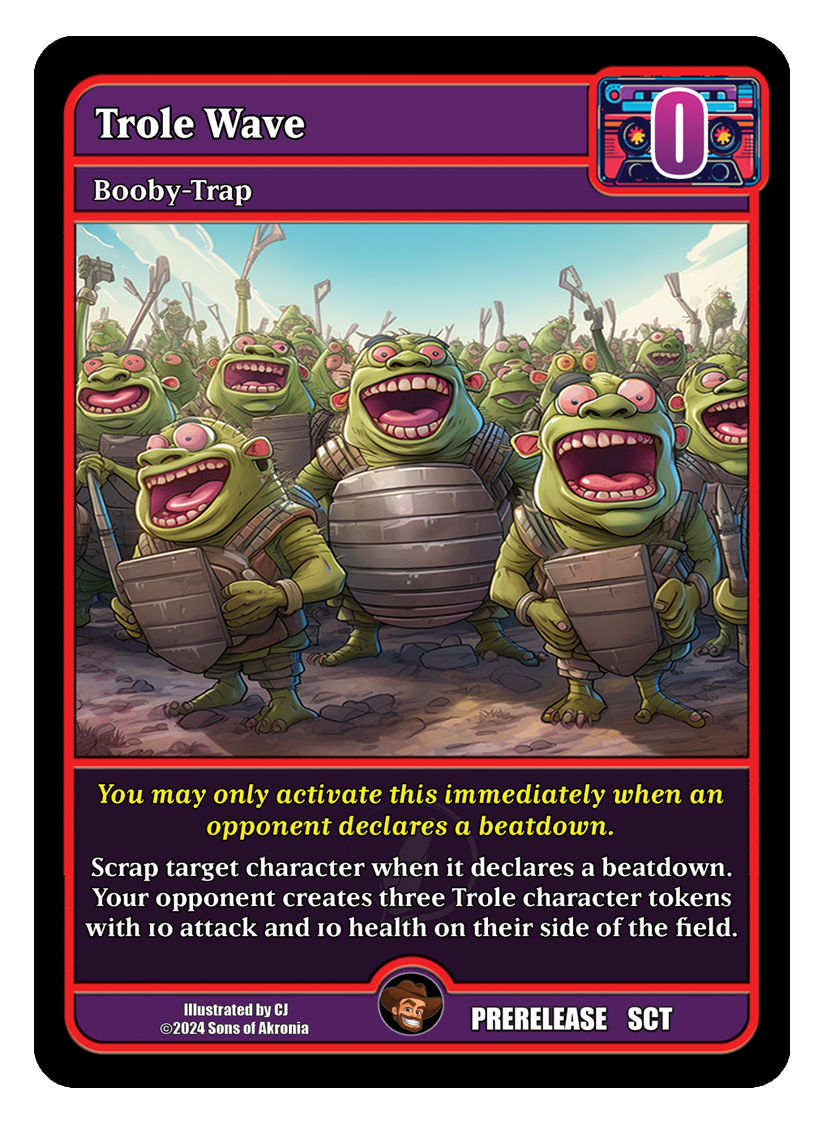 Trole Wave
0
Booby-Trap
You may only activate this immediately when an
opponent declares a beatdown.
Scrap target character when it declares a beatdown.
Your opponent creates three Trole character tokens
with 10 attack and 10 health on their side of the field.
Illustrated by CJ
©2024 Sons of Akronia
PRERELEASE SCT